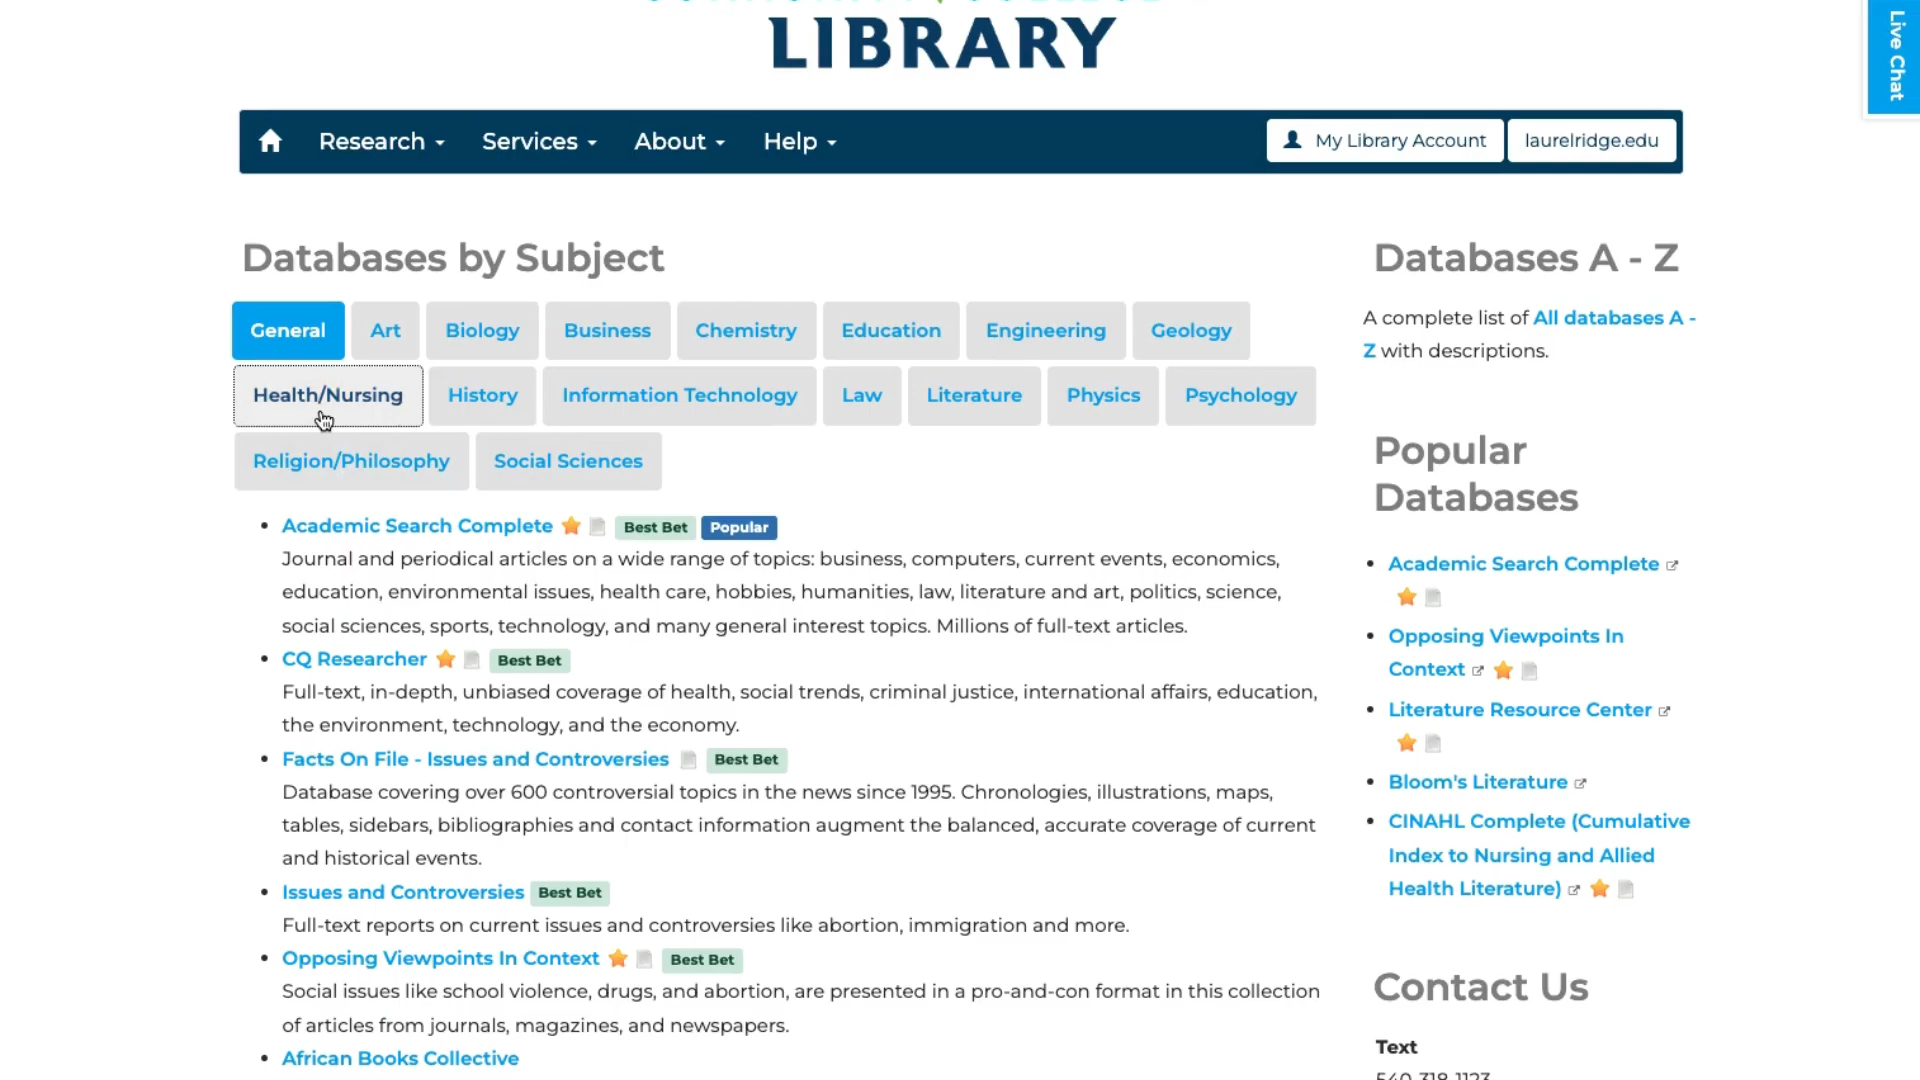 LIBRARY
Live Chat
Research
Services
About
Help
My Library Account
laurelridge.edu
Databases by Subject
General
Art
Biology
Business
Chemistry
Education
Engineering
Geology
Health/Nursing
History
Information Technology
Law
Literature
Physics
Psychology
Religion/Philosophy
Social Sciences
Academic Search Complete Best Bet Popular
Journal and periodical articles on a wide range of topics: business, computers, current events, economics,
education, environmental issues, health care, hobbies, humanities, law, literature and art, politics, science,
social sciences, sports, technology, and many general interest topics. Millions of full-text articles.
CQ Researcher Best Bet
Full-text, in-depth, unbiased coverage of health, social trends, criminal justice, international affairs, education,
the environment, technology, and the economy.
Facts On File - Issues and Controversies Best Bet
Database covering over 600 controversial topics in the news since 1995. Chronologies, illustrations, maps,
tables, sidebars, bibliographies and contact information augment the balanced, accurate coverage of current
and historical events.
Issues and Controversies Best Bet
Full-text reports on current issues and controversies like abortion, immigration and more.
Opposing Viewpoints In Context Best Bet
Social issues like school violence, drugs, and abortion, are presented in a pro-and-con format in this collection
of articles from journals, magazines, and newspapers.
African Books Collective
Databases A - Z
A complete list of All databases A -
Z with descriptions.
Popular
Databases
Academic Search Complete
Opposing Viewpoints In
Context
Literature Resource Center
Bloom's Literature
CINAHL Complete (Cumulative
Index to Nursing and Allied
Health Literature)
Contact Us
Text
540-318-1123